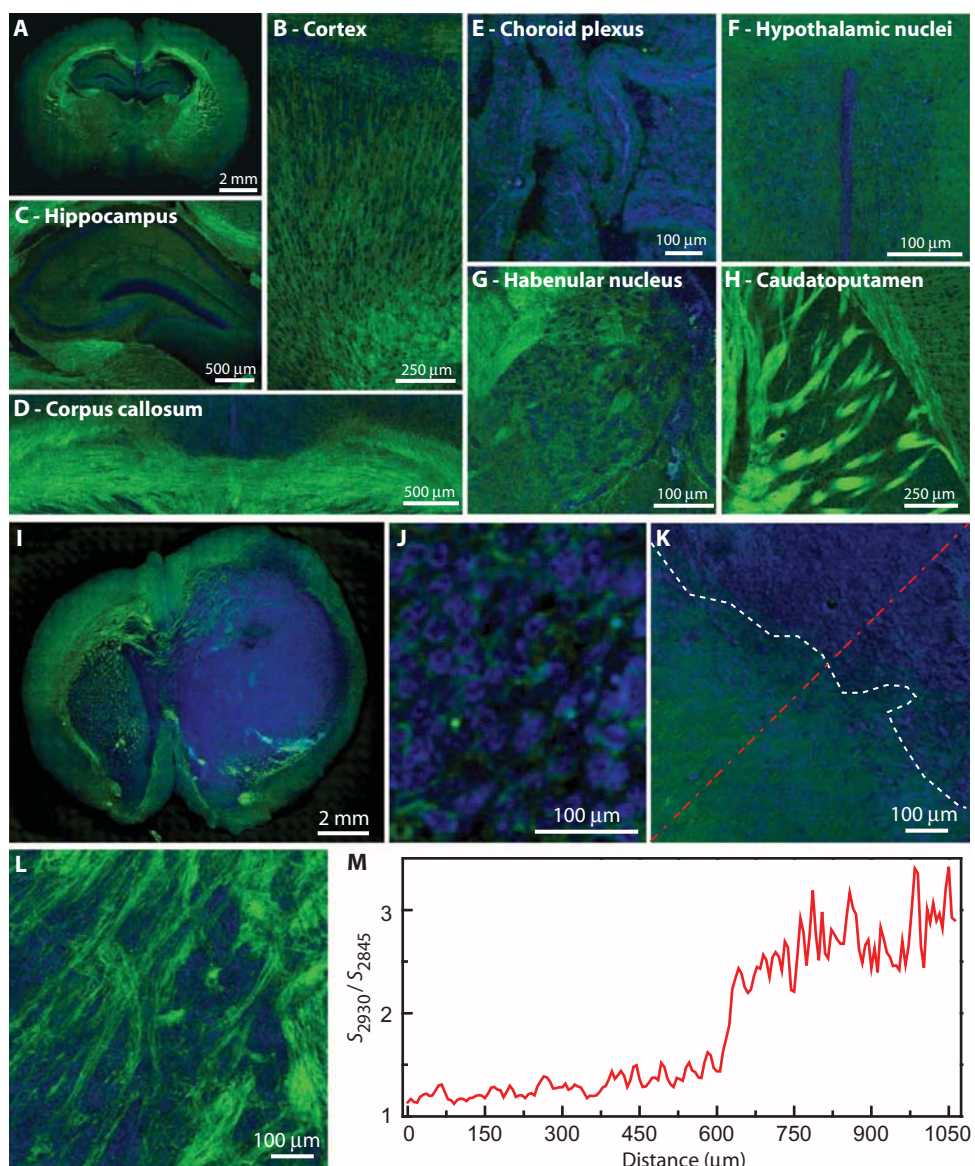 A
2 mm
B - Cortex
250 μm
C - Hippocampus
500 μm
D - Corpus callosum
500 μm
E - Choroid plexus
100 μm
F - Hypothalamic nuclei
100 μm
G - Habenular nucleus
100 μm
H - Caudatoputamen
250 μm
I
2 mm
J
100 μm
K
100 μm
L
100 μm
M
S2930 / S2845
3
2
1
0 150 300 450 600 750 900 1050
Distance (μm)